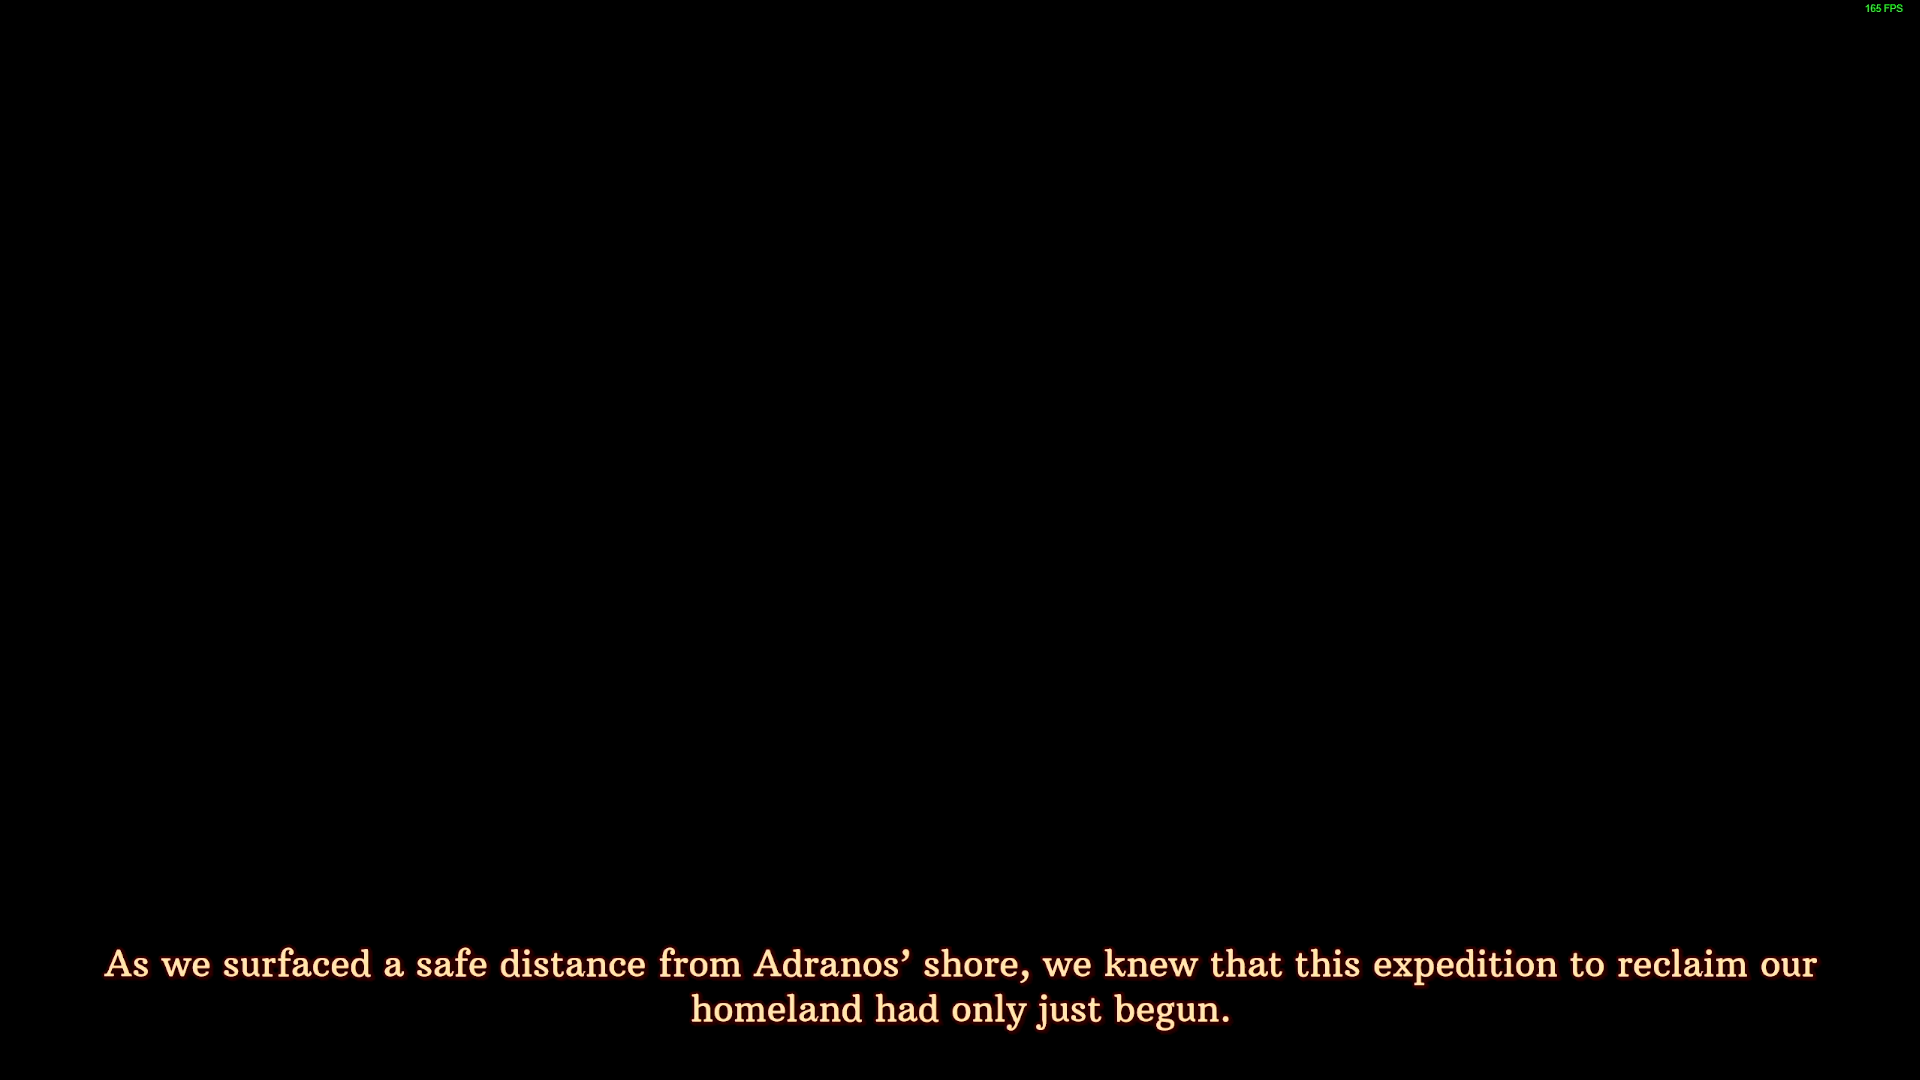 165 FPS
As we surfaced a safe distance from Adranos’ shore, we knew that this expedition to reclaim our
homeland had only just begun.